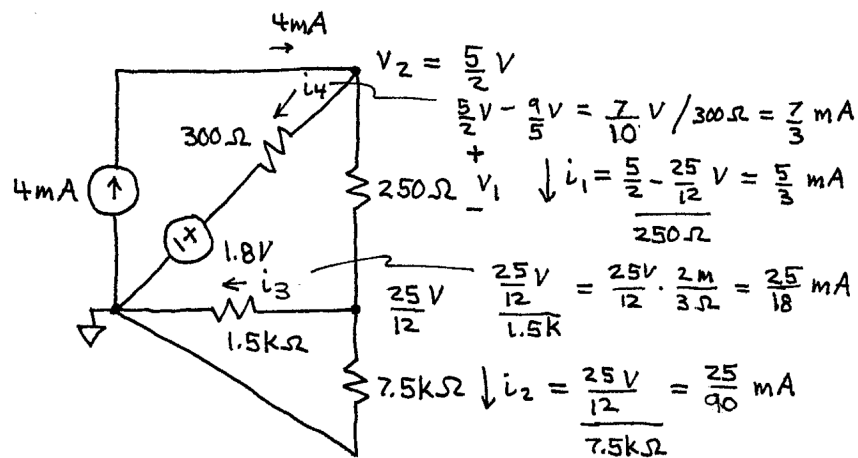 4mA
V₂ = 5/2 V
i₄
5/2 V - 9/5 V = 7/10 V / 300Ω = 7/3 mA
300Ω
+
4mA
250Ω
V₁
-
↓ i₁ = (5/2 - 25/12 V)/250Ω = 5/3 mA
- +
1.8V
i₃
1.5kΩ
25/12 V
(25/12 V)/1.5k = 25V/12 · 2m/3Ω = 25/18 mA
7.5kΩ
↓ i₂ = (25/12 V)/7.5kΩ = 25/90 mA